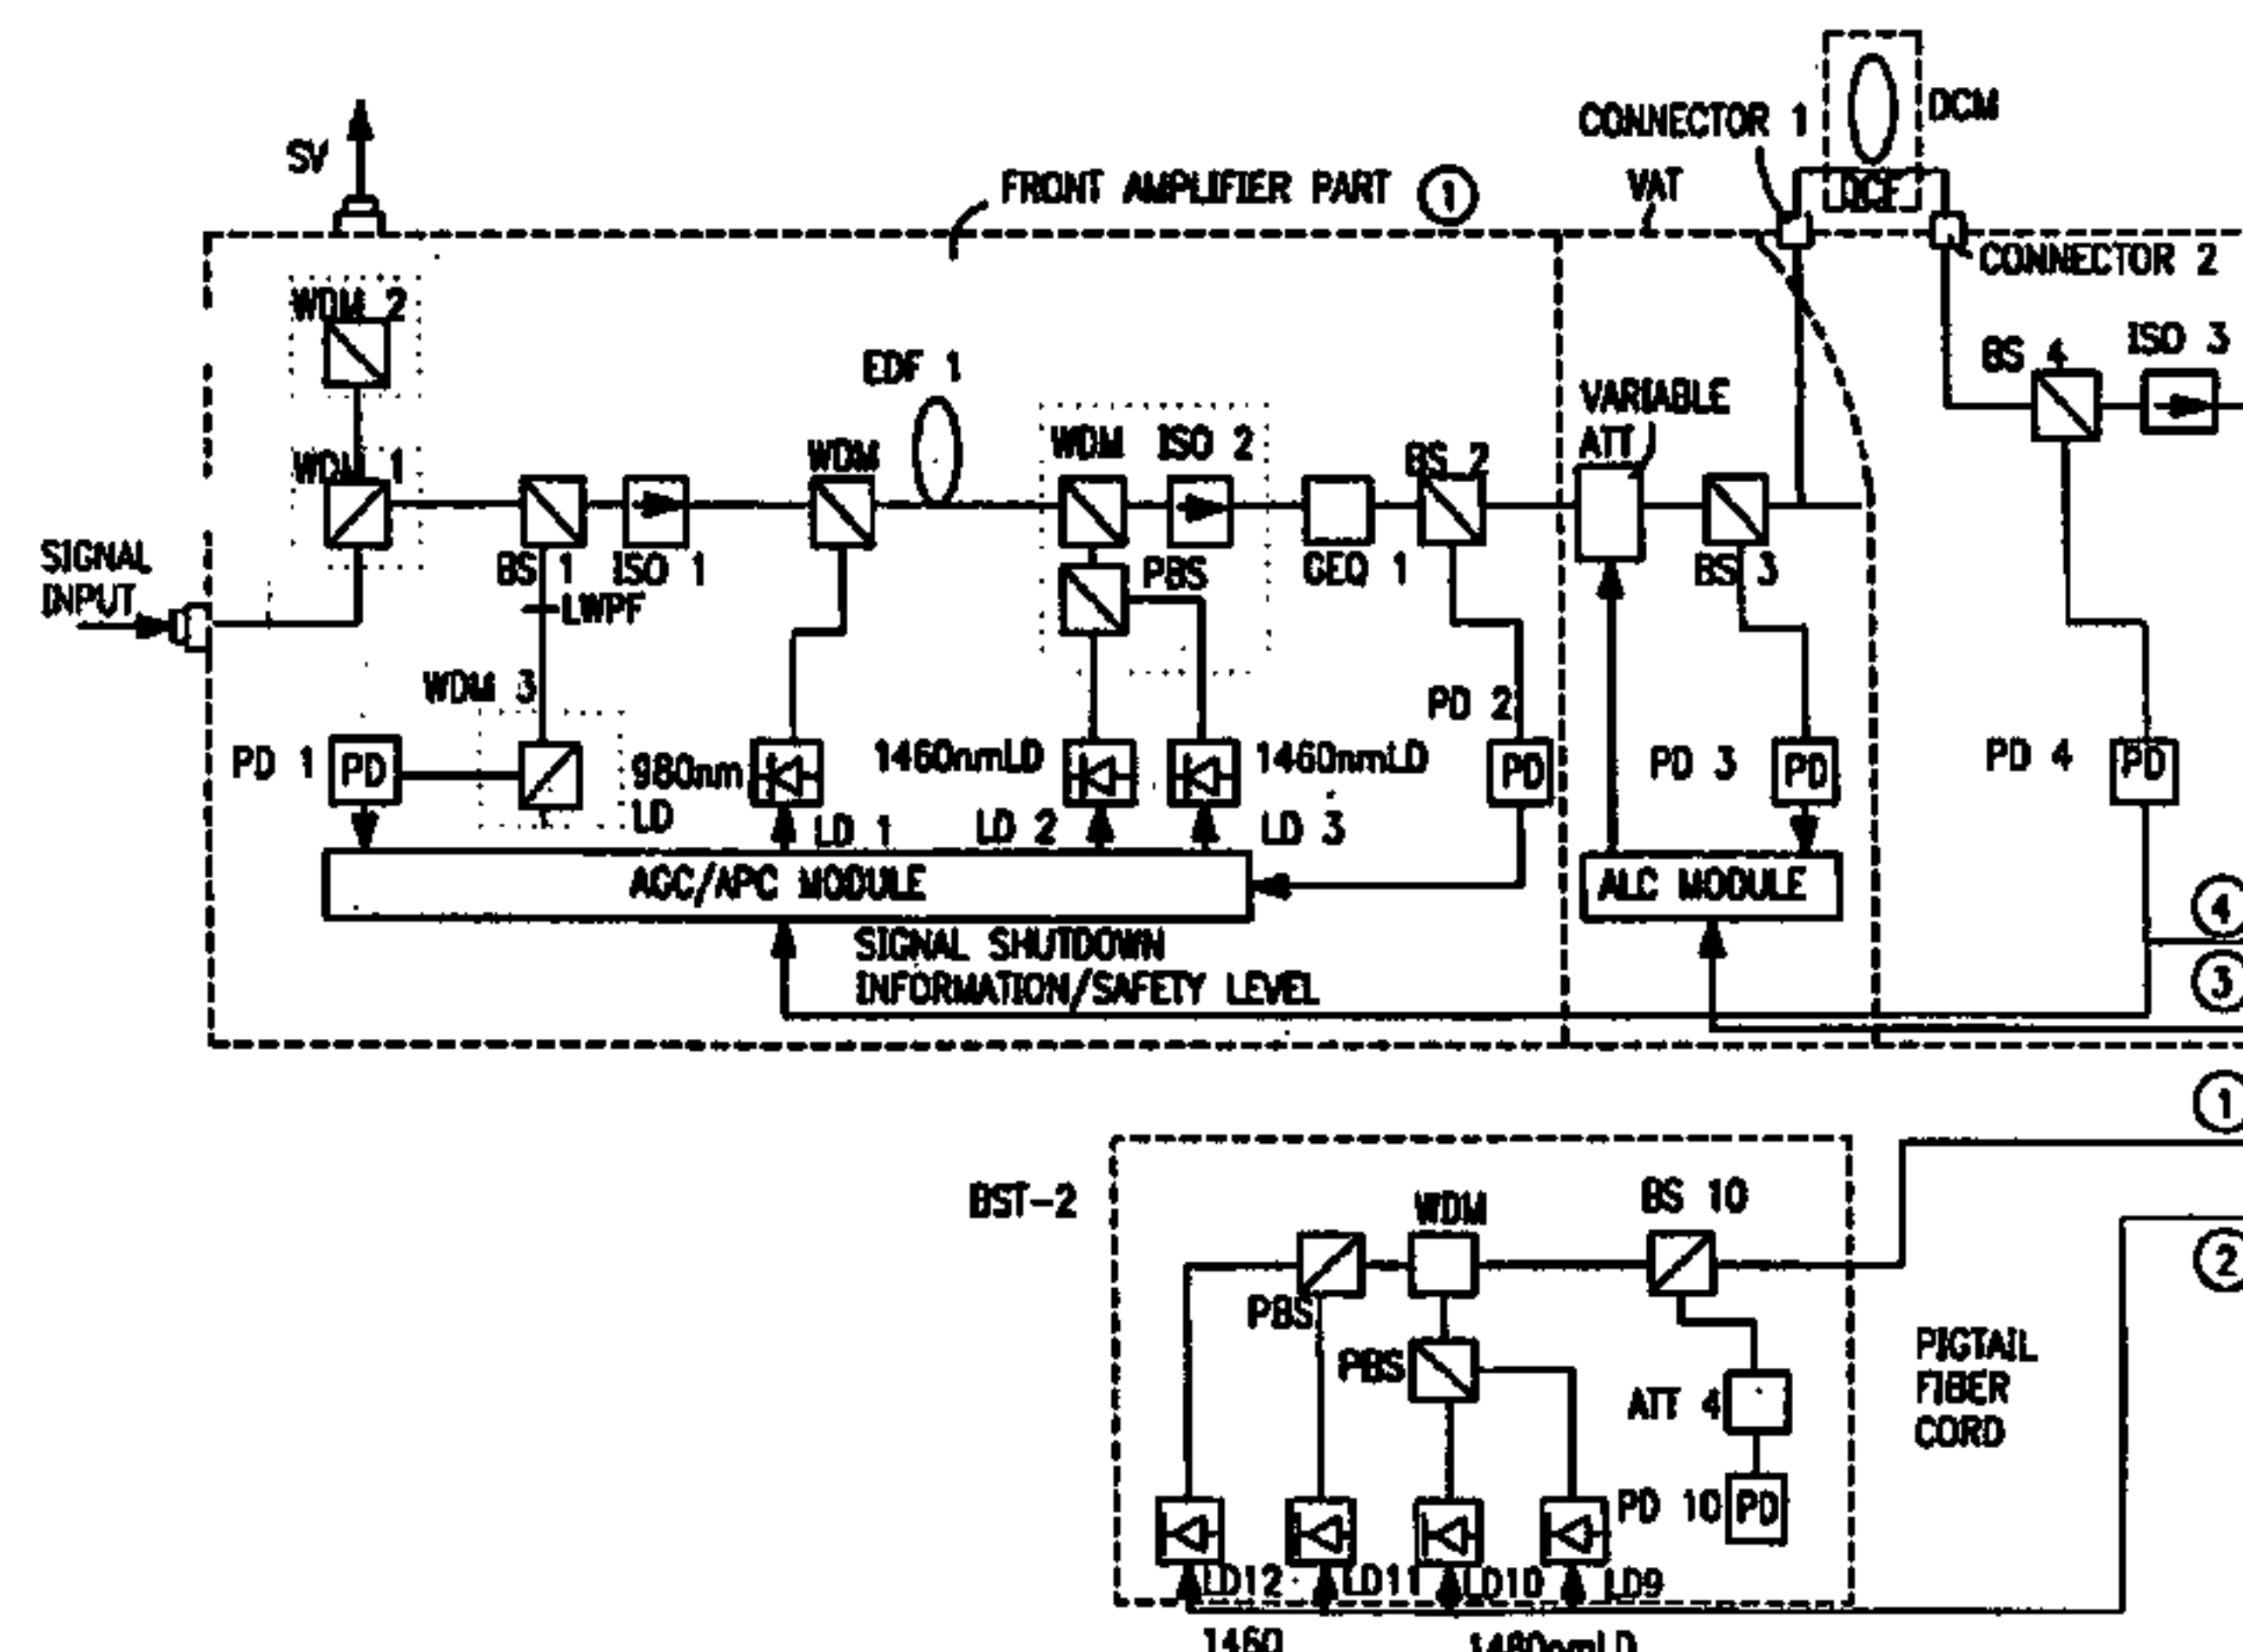 SV
FRONT AMPLIFIER PART ①
CONNECTOR 1
DCM
VAT
DCF
CONNECTOR 2
WDM 2
WDM 1
EDF 1
WDM
WDM ISO 2
BS 2
VARIABLE
ATT
BS 4
ISO 3
SIGNAL
INPUT
BS 1
ISO 1
LWPF
PBS
GEQ 1
BS 3
WDM 3
PD 1
PD
980nm
LD
LD 1
1460nmLD
LD 2
1460nmLD
LD 3
PD 2
PD
PD 3
PD
PD 4
PD
AGC/APC MODULE
ALC MODULE
SIGNAL SHUTDOWN
INFORMATION/SAFETY LEVEL
④
③
①
②
BST-2
WDM
BS 10
PBS
PBS
ATT 4
PIGTAIL
FIBER
CORD
PD 10
PD
LD12
LD11
LD10
LD9
1460
1480nmLD